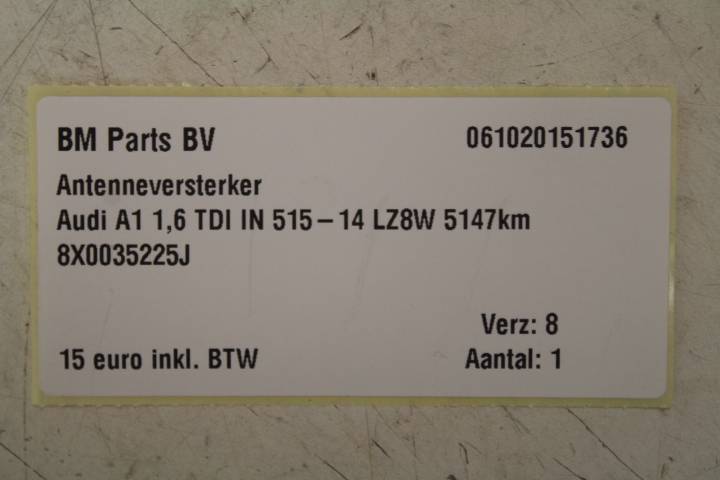 BM Parts BV 061020151736
Antenneversterker
Audi A1 1,6 TDI IN 515-14 LZ8W 5147km
8X0035225J
Verz: 8
15 euro inkl. BTW Aantal: 1